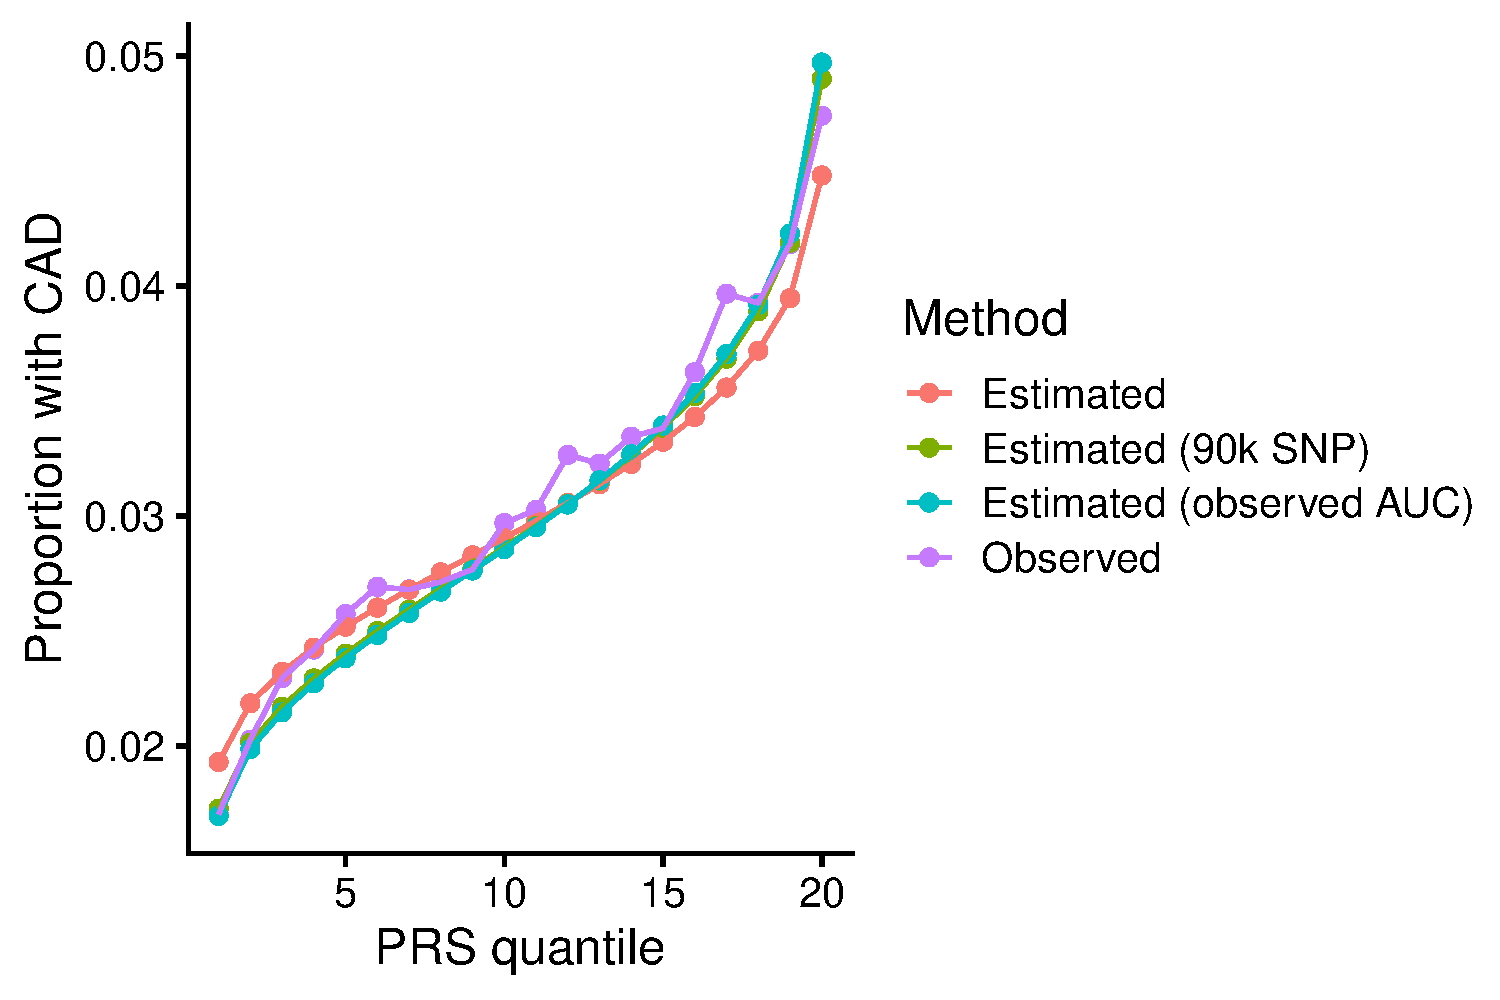 Proportion with CAD
0.05
0.04
0.03
0.02
5 10 15 20
PRS quantile
Method
Estimated
Estimated (90k SNP)
Estimated (observed AUC)
Observed